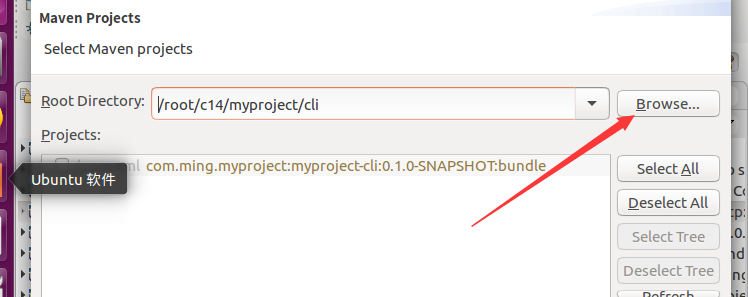 Maven Projects
Select Maven projects
Root Directory: /root/c14/myproject/cli
Browse...
Projects:
ml com.ming.myproject:myproject-cli:0.1.0-SNAPSHOT:bundle
Ubuntu 软件
Select All
Deselect All
Select Tree
Deselect Tree
Refresh